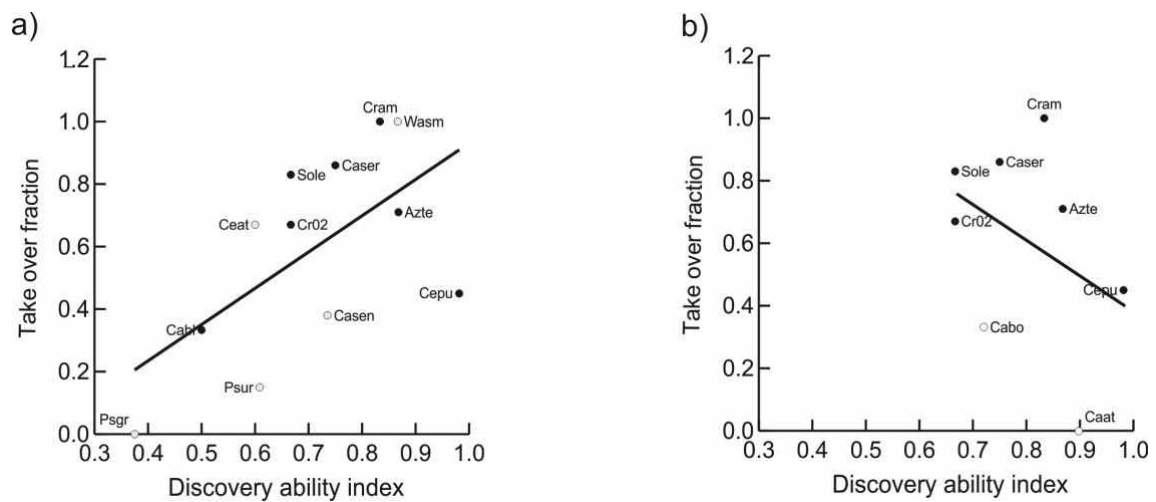 a)
1.2
1.0
0.8
0.6
0.4
0.2
0.0
Take over fraction
Cram
Wasm
Caser
Sole
Azte
Ceat
Cr02
Cepu
Casen
Cabl
Psur
Psgr
0.3 0.4 0.5 0.6 0.7 0.8 0.9 1.0
Discovery ability index
b)
1.2
1.0
0.8
0.6
0.4
0.2
0.0
Take over fraction
Cram
Caser
Sole
Azte
Cr02
Cepu
Cabo
Caat
0.3 0.4 0.5 0.6 0.7 0.8 0.9 1.0
Discovery ability index